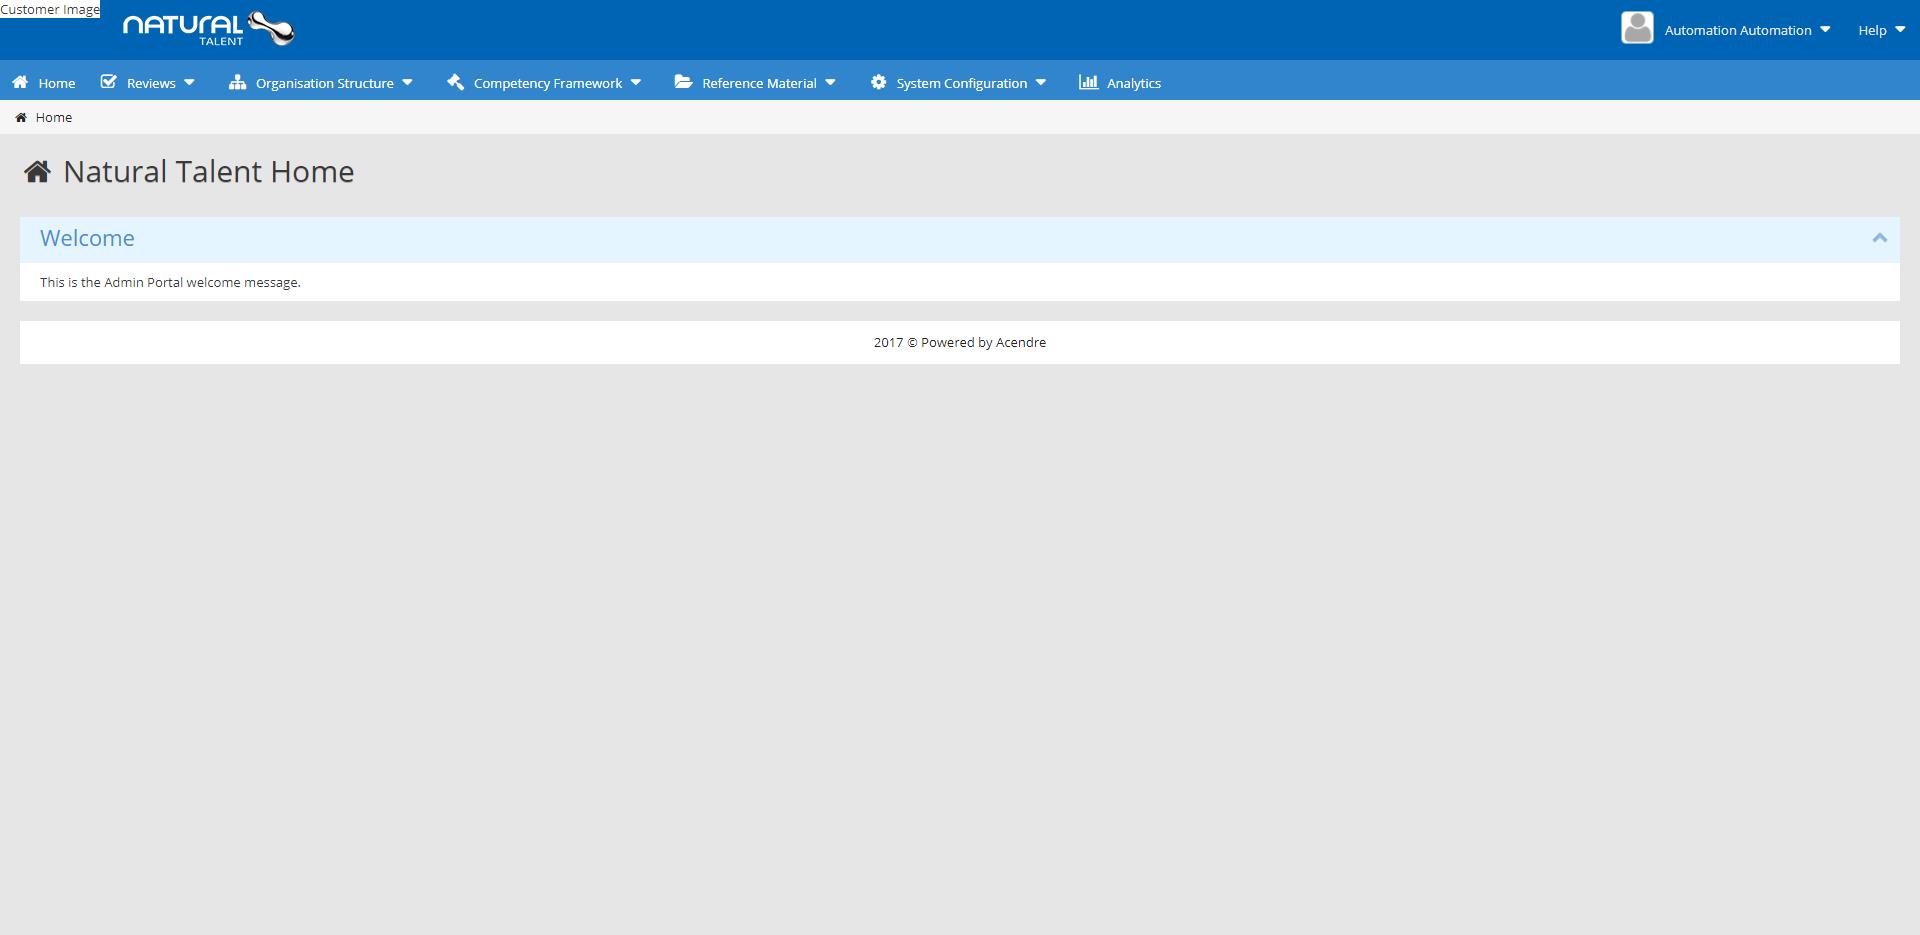 Customer Image
NATURAL
TALENT
Automation Automation
Help
Home
Reviews
Organisation Structure
Competency Framework
Reference Material
System Configuration
Analytics
Home
Natural Talent Home
Welcome
This is the Admin Portal welcome message.
2017 © Powered by Acendre